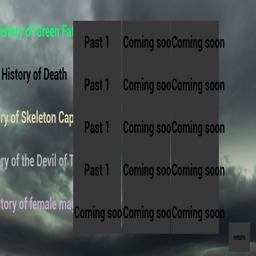 History of Green Fat
Past 1
Coming soo
Coming soon
History of Death
Past 1
Coming soo
Coming soon
ry of Skeleton Cap
Past 1
Coming soo
Coming soon
ry of the Devil of T
Past 1
Coming soo
Coming soon
tory of female ma
Coming soo
Coming soo
Coming soon
return